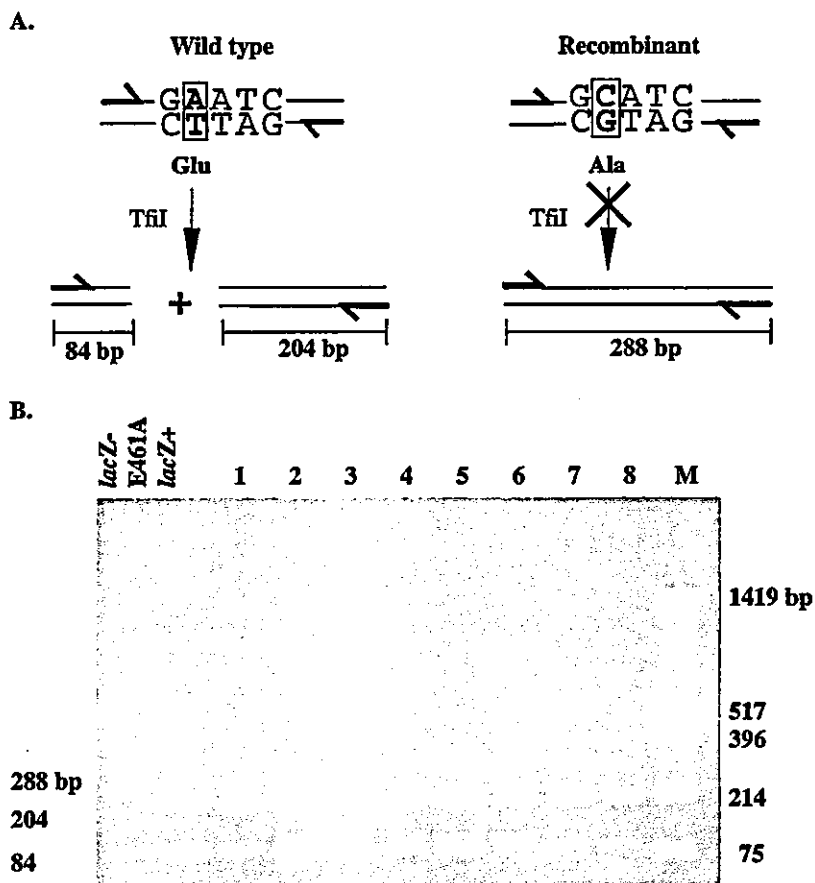 A.
Wild type
Recombinant
GAATC
CTTAG
GCATC
CGTAG
Glu
Ala
TfiI
TfiI
+
84 bp
204 bp
288 bp
B.
lacZ- E461A lacZ+ 1 2 3 4 5 6 7 8 M
1419 bp
517
396
288 bp
214
204
84
75